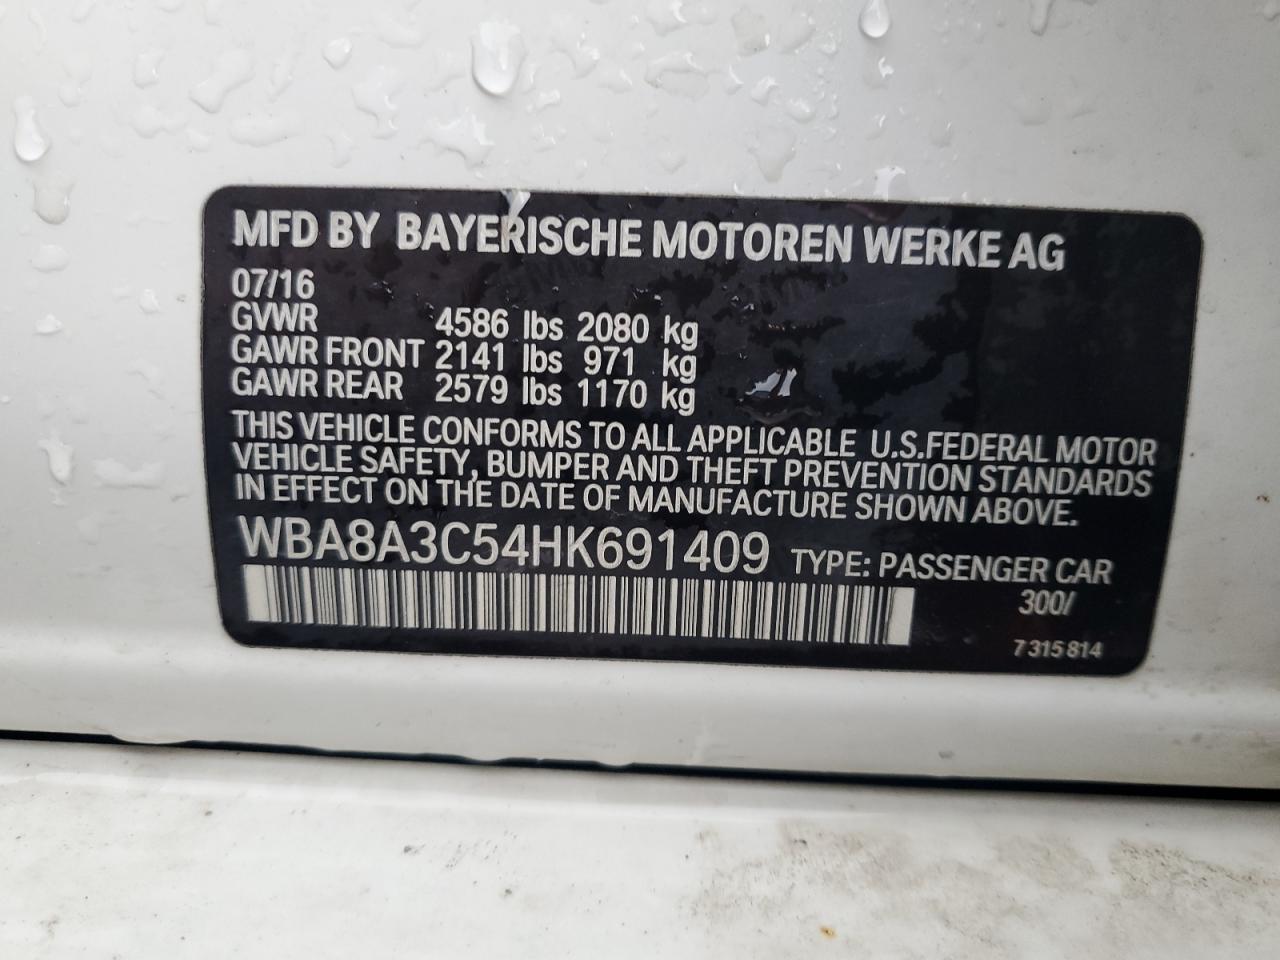 MFD BY BAYERISCHE MOTOREN WERKE AG
07/16
GVWR 4586 lbs 2080 kg
GAWR FRONT 2141 lbs 971 kg
GAWR REAR 2579 lbs 1170 kg
THIS VEHICLE CONFORMS TO ALL APPLICABLE U.S.FEDERAL MOTOR
VEHICLE SAFETY, BUMPER AND THEFT PREVENTION STANDARDS
IN EFFECT ON THE DATE OF MANUFACTURE SHOWN ABOVE.
WBA8A3C54HK691409 TYPE: PASSENGER CAR
300/
7 315 814